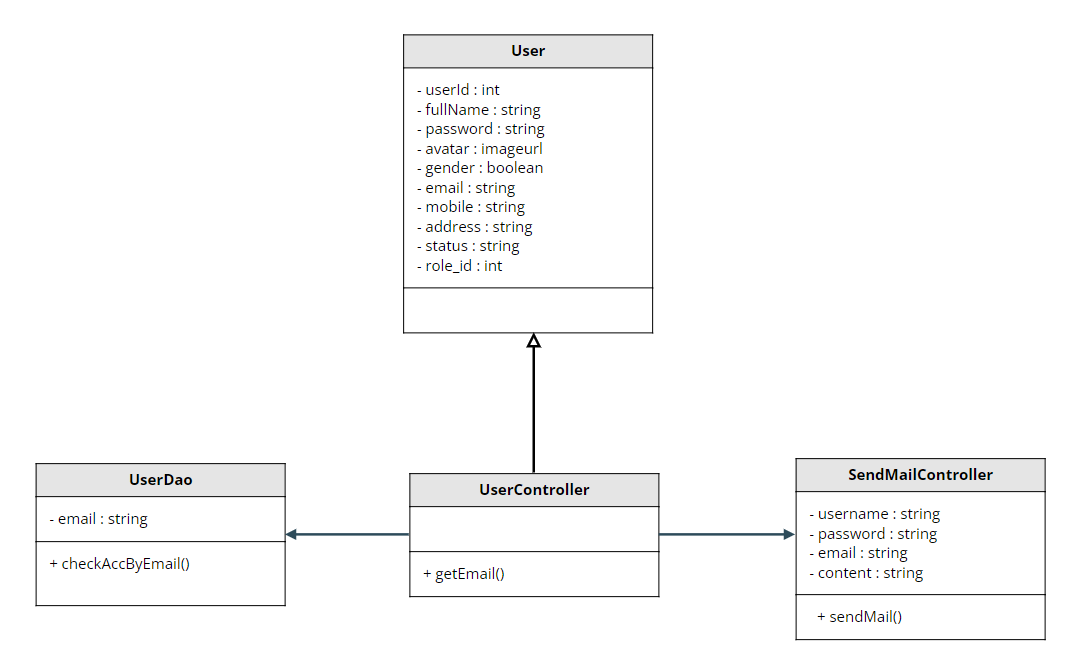 User
- userId : int
- fullName : string
- password : string
- avatar : imageurl
- gender : boolean
- email : string
- mobile : string
- address : string
- status : string
- role_id : int
UserDao
- email : string
+ checkAccByEmail()
UserController
+ getEmail()
SendMailController
- username : string
- password : string
- email : string
- content : string
+ sendMail()